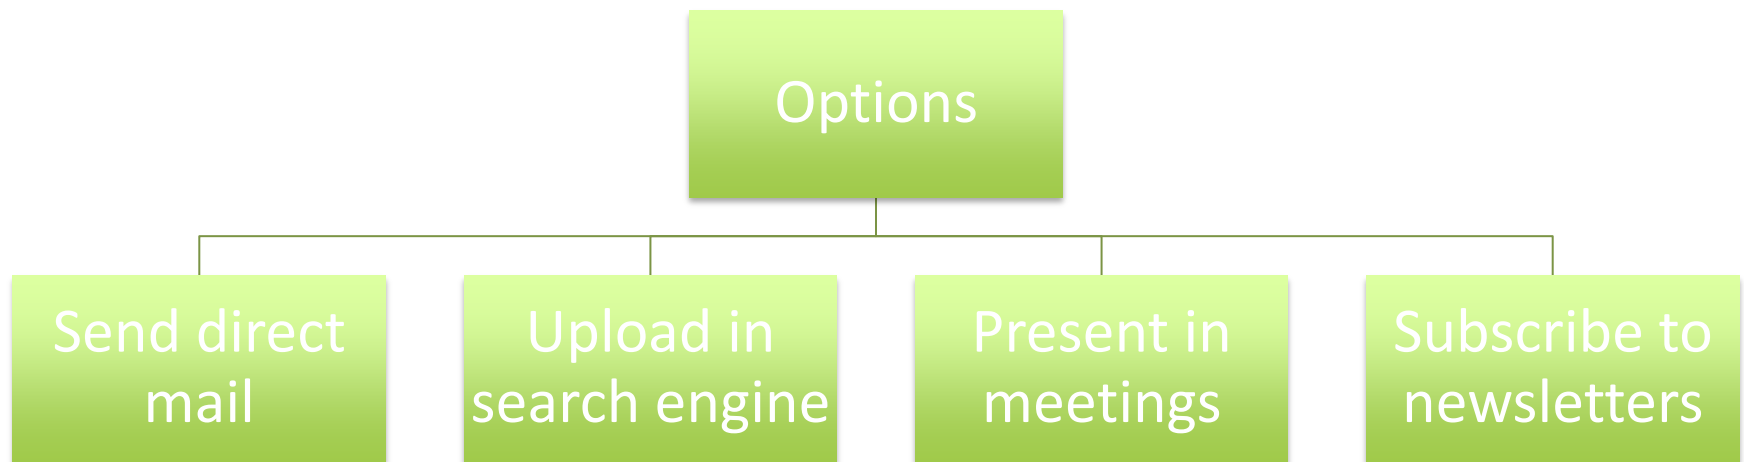 Options
Send direct
mail
Upload in
search engine
Present in
meetings
Subscribe to
newsletters